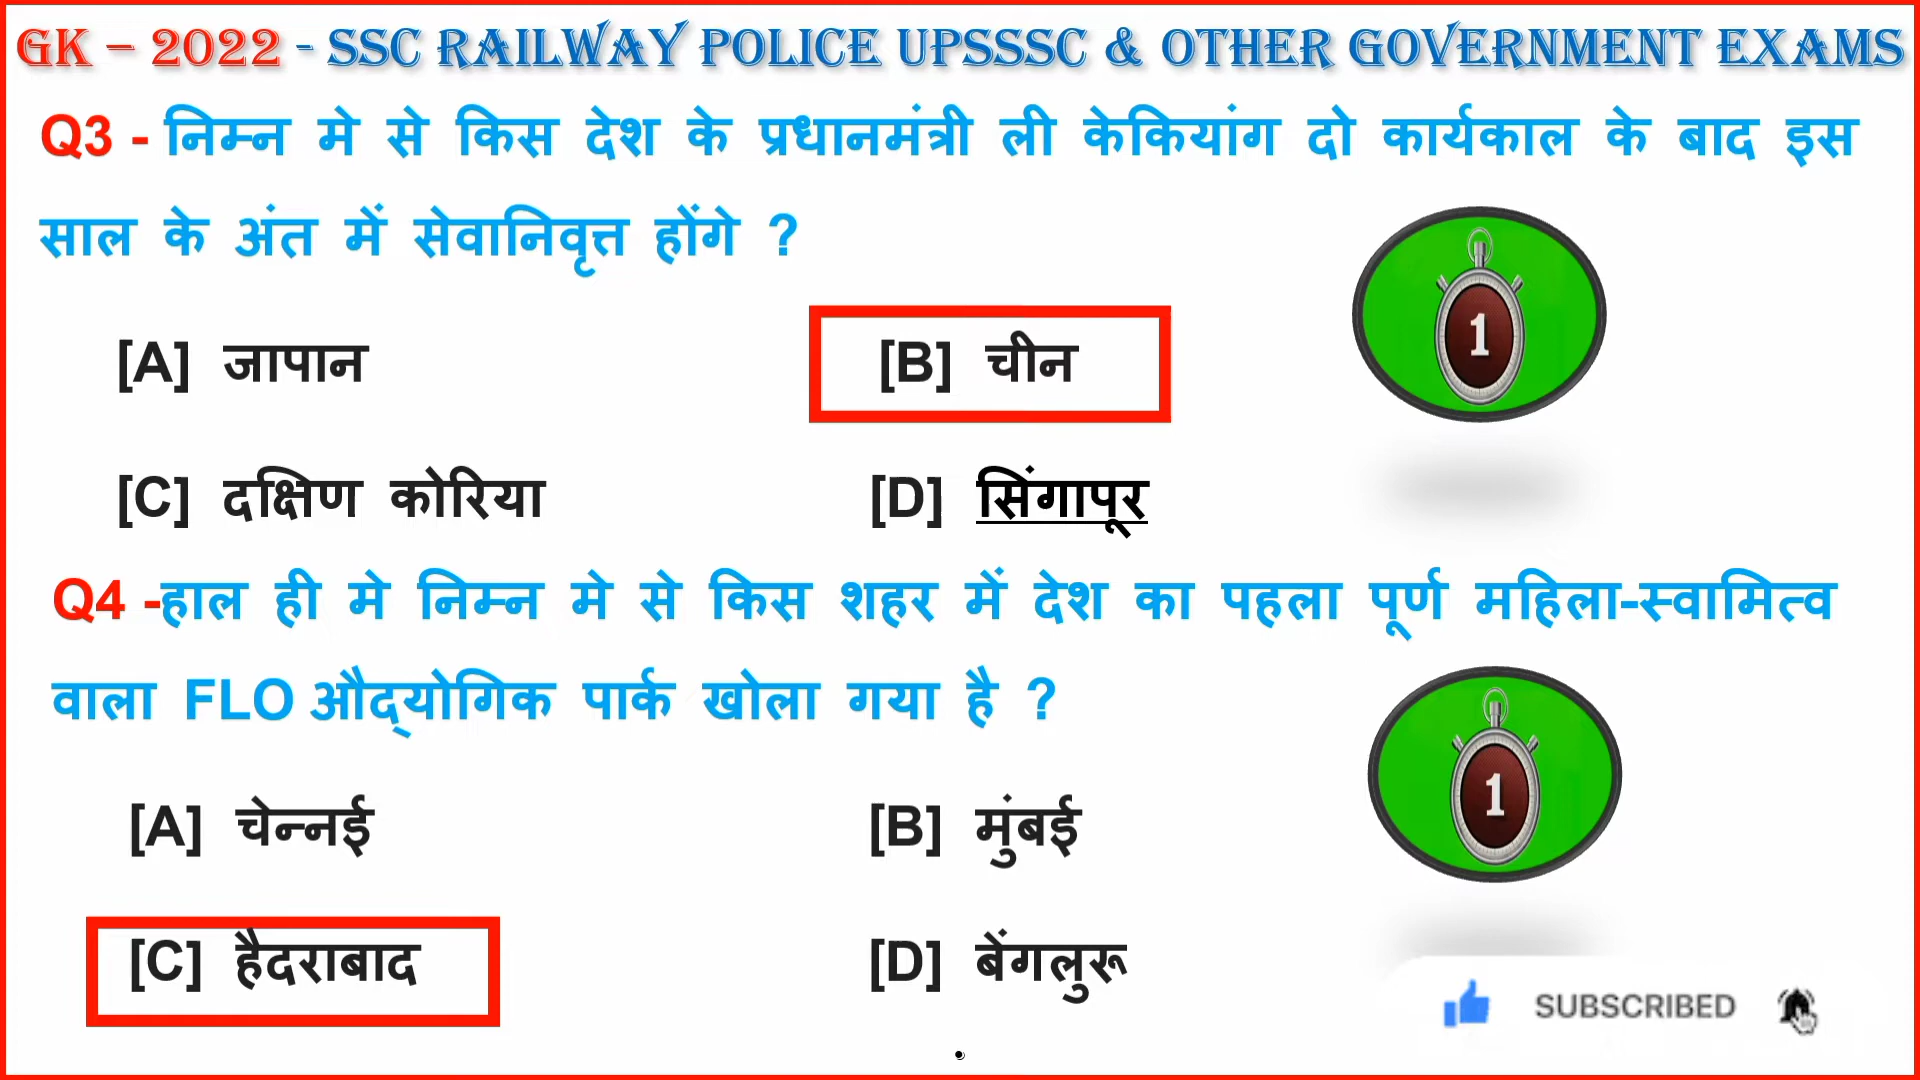 GK – 2022 - SSC RAILWAY POLICE UPSSSC & OTHER GOVERNMENT EXAMS
Q3 - निम्न मे से किस देश के प्रधानमंत्री ली केकियांग दो कार्यकाल के बाद इस
साल के अंत में सेवानिवृत्त होंगे ?
1
[A] जापान [B] चीन
[C] दक्षिण कोरिया [D] सिंगापूर
Q4 -हाल ही मे निम्न मे से किस शहर में देश का पहला पूर्ण महिला-स्वामित्व
वाला FLO औद्‌योगिक पार्क खोला गया है ?
1
[A] चेन्नई [B] मुंबई
[C] हैदराबाद [D] बेंगलुरू
SUBSCRIBED